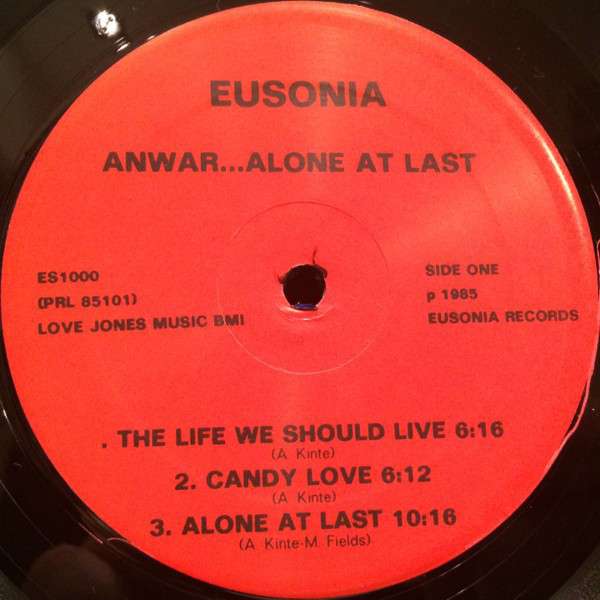 EUSONIA
ANWAR...ALONE AT LAST
ES1000
(PRL 85101)
LOVE JONES MUSIC BMI
SIDE ONE
p 1985
EUSONIA RECORDS
. THE LIFE WE SHOULD LIVE 6:16
(A Kinte)
2. CANDY LOVE 6:12
(A Kinte)
3. ALONE AT LAST 10:16
(A Kinte-M. Fields)